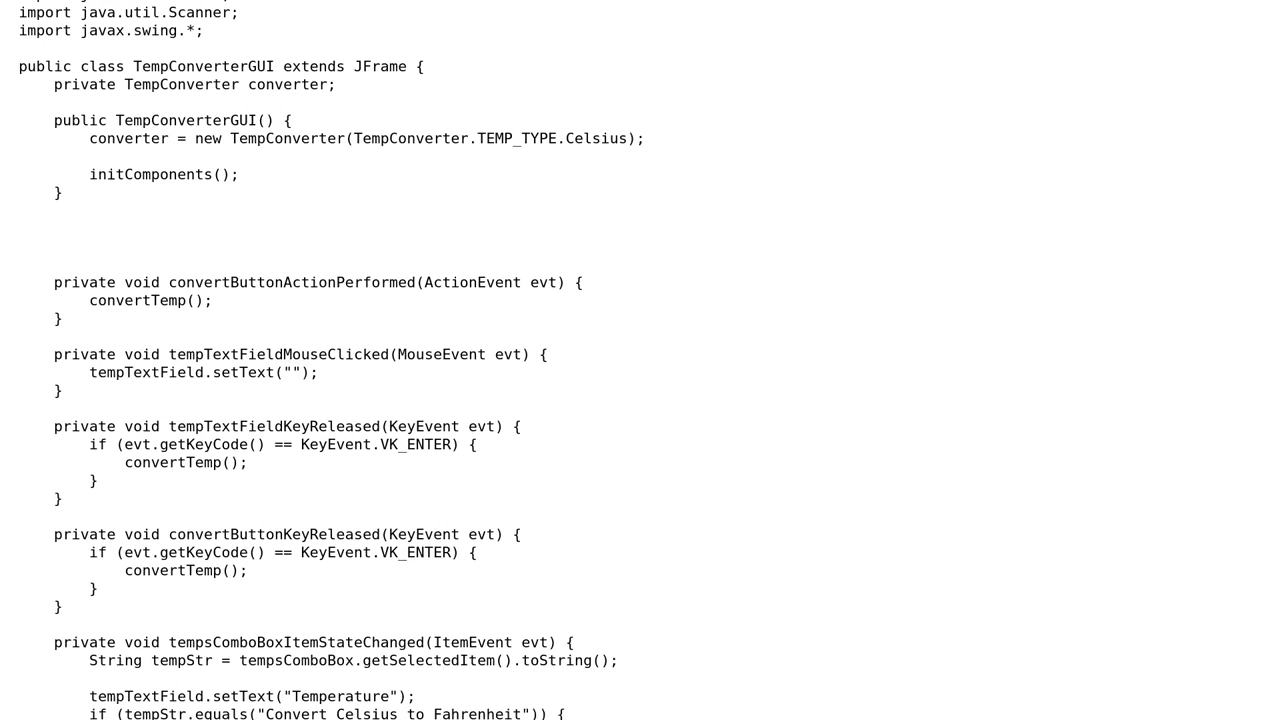 import java.util.Scanner;
import javax.swing.*;

public class TempConverterGUI extends JFrame {
    private TempConverter converter;

    public TempConverterGUI() {
        converter = new TempConverter(TempConverter.TEMP_TYPE.Celsius);

        initComponents();
    }

    private void convertButtonActionPerformed(ActionEvent evt) {
        convertTemp();
    }

    private void tempTextFieldMouseClicked(MouseEvent evt) {
        tempTextField.setText("");
    }

    private void tempTextFieldKeyReleased(KeyEvent evt) {
        if (evt.getKeyCode() == KeyEvent.VK_ENTER) {
            convertTemp();
        }
    }

    private void convertButtonKeyReleased(KeyEvent evt) {
        if (evt.getKeyCode() == KeyEvent.VK_ENTER) {
            convertTemp();
        }
    }

    private void tempsComboBoxItemStateChanged(ItemEvent evt) {
        String tempStr = tempsComboBox.getSelectedItem().toString();

        tempTextField.setText("Temperature");
        if (tempStr.equals("Convert Celsius to Fahrenheit")) {